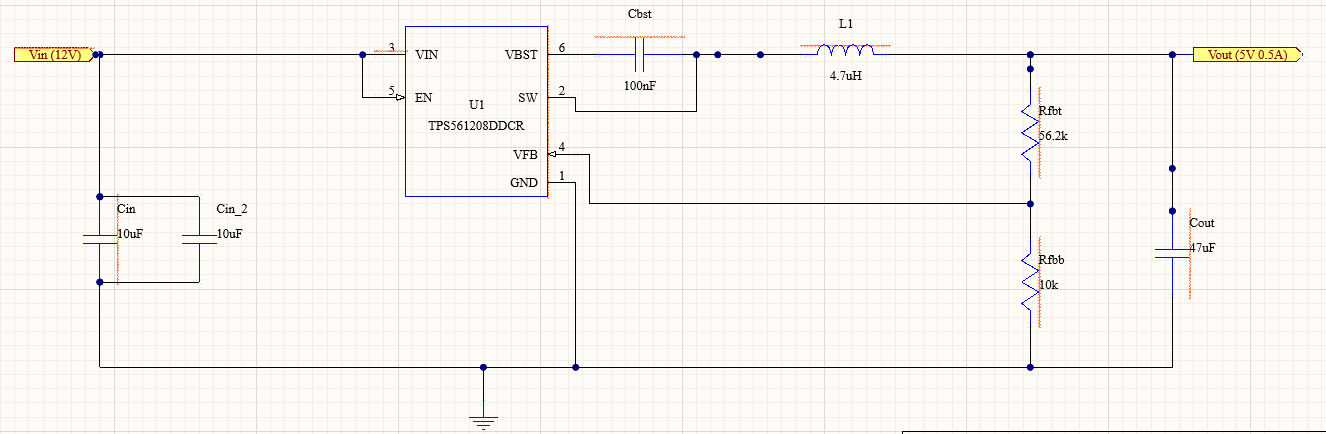 Cbst
L1
Vin (12V)
3
VIN
VBST
6
Vout (5V 0.5A)
4.7uH
100nF
5
EN
SW
2
U1
TPS561208DDCR
Rfbt
56.2k
VFB
4
GND
1
Cin
Cin_2
10uF
10uF
Cout
47uF
Rfbb
10k